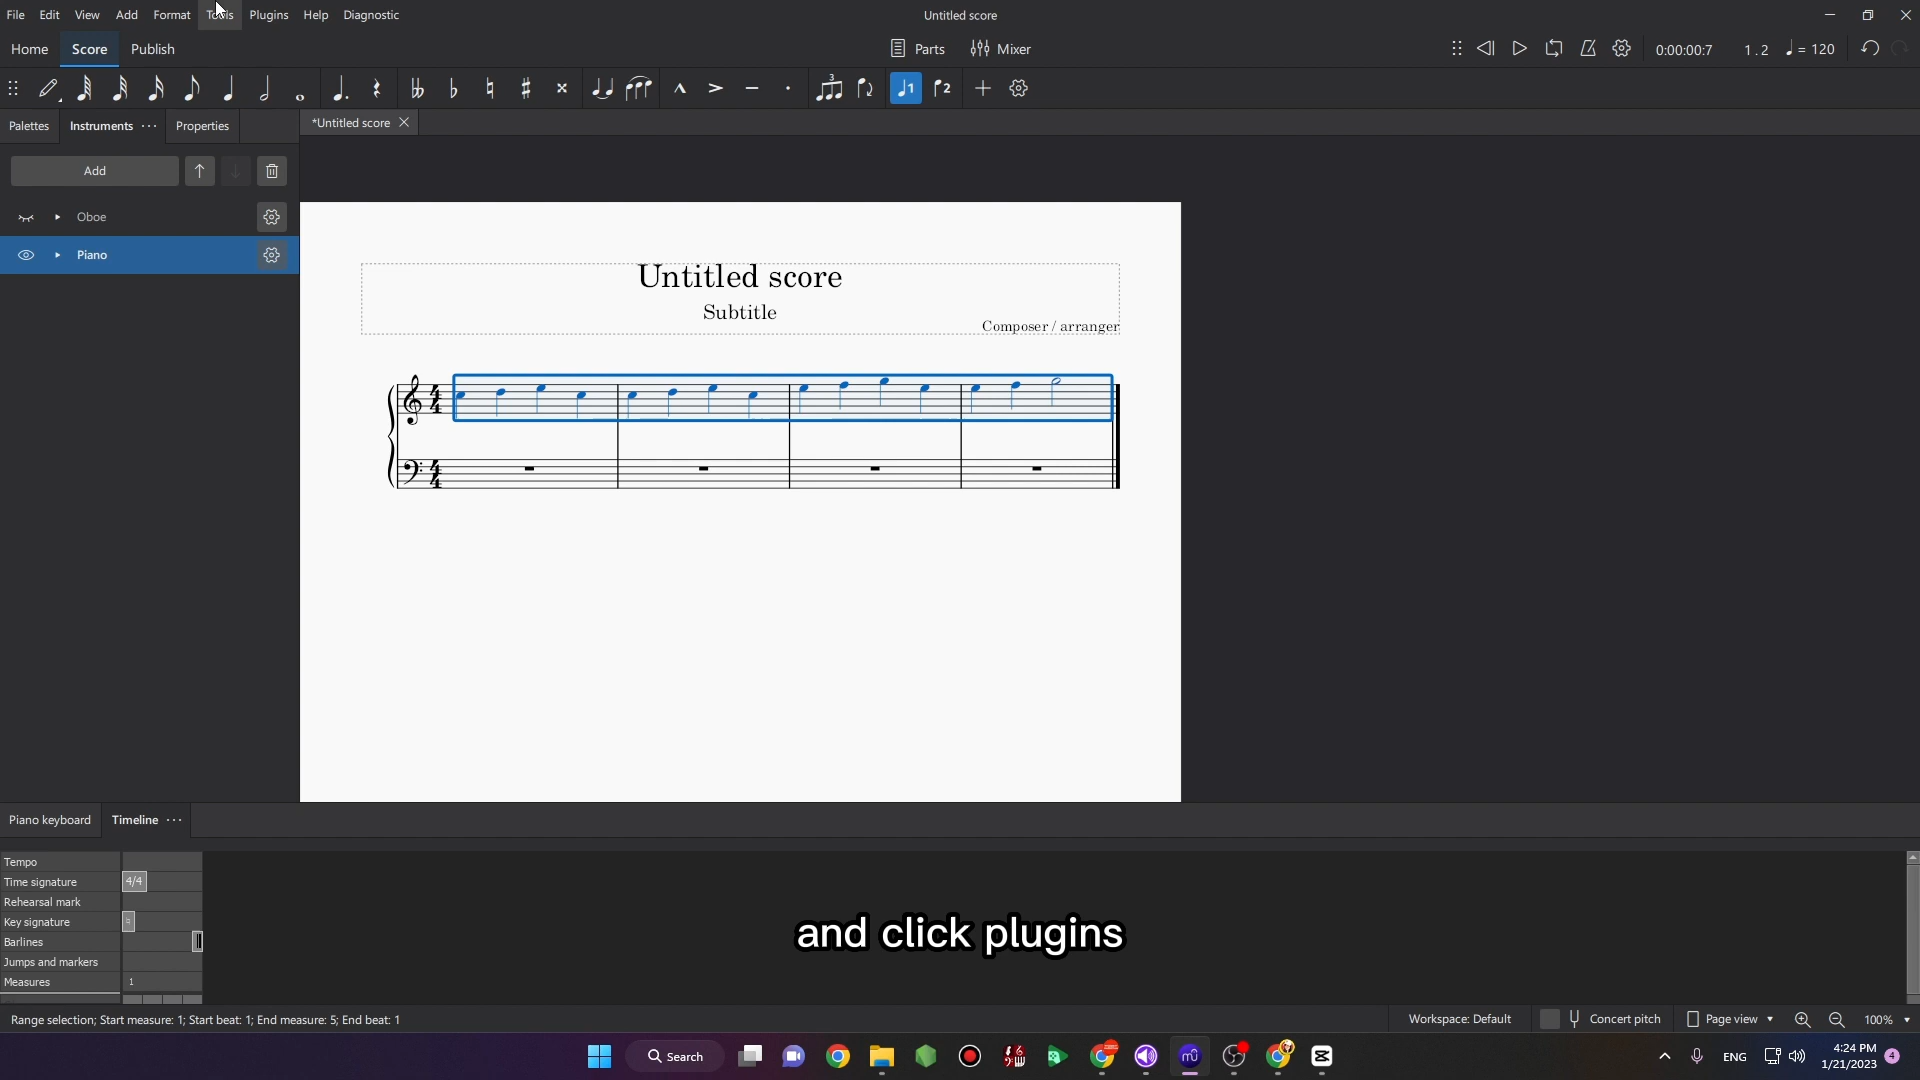 File Edit View Add Format Tools Plugins Help Diagnostic
Untitled score
Home Score Publish
Parts Mixer
0:00:00:7 1.2 = 120
3
1 2
Palettes Instruments ··· Properties
*Untitled score
Add
Oboe
Piano
Untitled score
Subtitle
Composer / arranger
Piano keyboard Timeline ···
Tempo
Time signature 4/4
Rehearsal mark
Key signature
Barlines
Jumps and markers
Measures 1
and click plugins
Range selection; Start measure: 1; Start beat: 1; End measure: 5; End beat: 1
Workspace: Default Concert pitch Page view 100%
Search
ENG
4:24 PM
1/21/2023
4